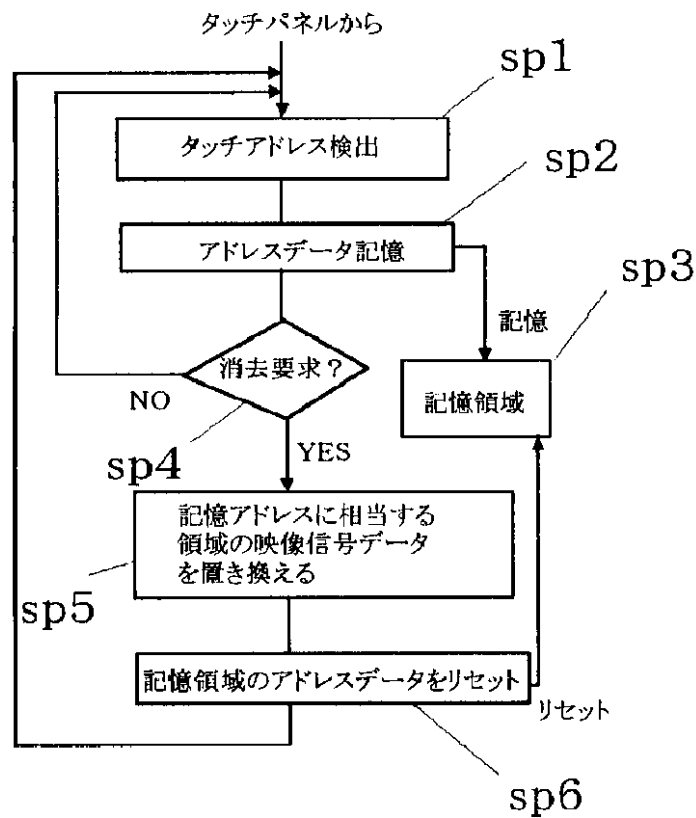 タッチパネルから
sp1
タッチアドレス検出
sp2
アドレスデータ記憶
sp3
記憶
消去要求？
記憶領域
NO
YES
sp4
記憶アドレスに相当する
領域の映像信号データ
を置き換える
sp5
記憶領域のアドレスデータをリセット
リセット
sp6